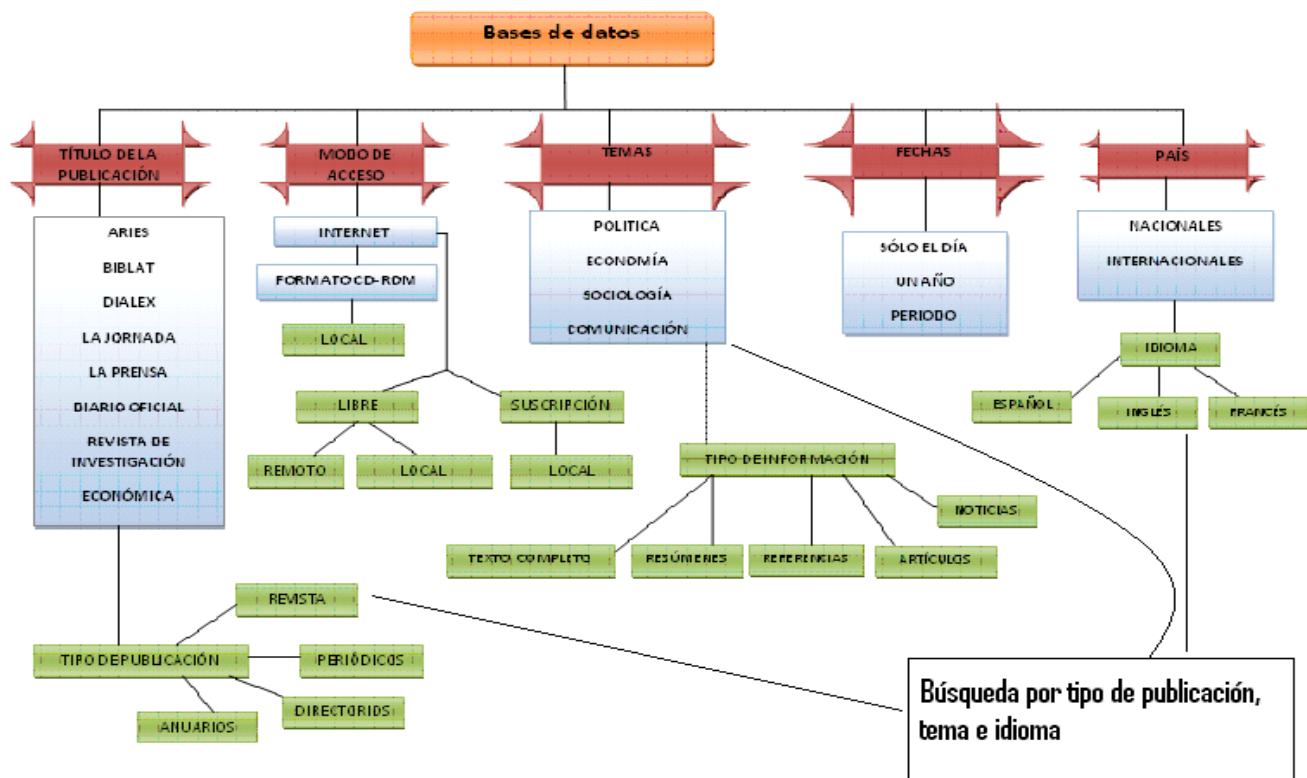 Bases de datos
TÍTULO DE LA
PUBLICACIÓN
MODO DE
ACCESO
TEMAS
FECHAS
PAÍS
ARIES
BIBLAT
DIALEX
LA JORNADA
LA PRENSA
DIARIO OFICIAL
REVISTA DE
INVESTIGACIÓN
ECONÓMICA
INTERNET
FORMATO CD-ROM
LOCAL
LIBRE
SUSCRIPCIÓN
REMOTO
LOCAL
LOCAL
POLITICA
ECONOMÍA
SOCIOLOGÍA
COMUNICACIÓN
SÓLO EL DÍA
UN AÑO
PERIODO
NACIONALES
INTERNACIONALES
IDIOMA
ESPAÑOL
INGLÉS
FRANCÉS
TIPO DE INFORMACIÓN
NOTICIAS
TEXTO COMPLETO
RESÚMENES
REFERENCIAS
ARTÍCULOS
REVISTA
TIPO DE PUBLICACIÓN
PERIÓDICOS
DIRECTORIOS
ANUARIOS
Búsqueda por tipo de publicación,
tema e idioma